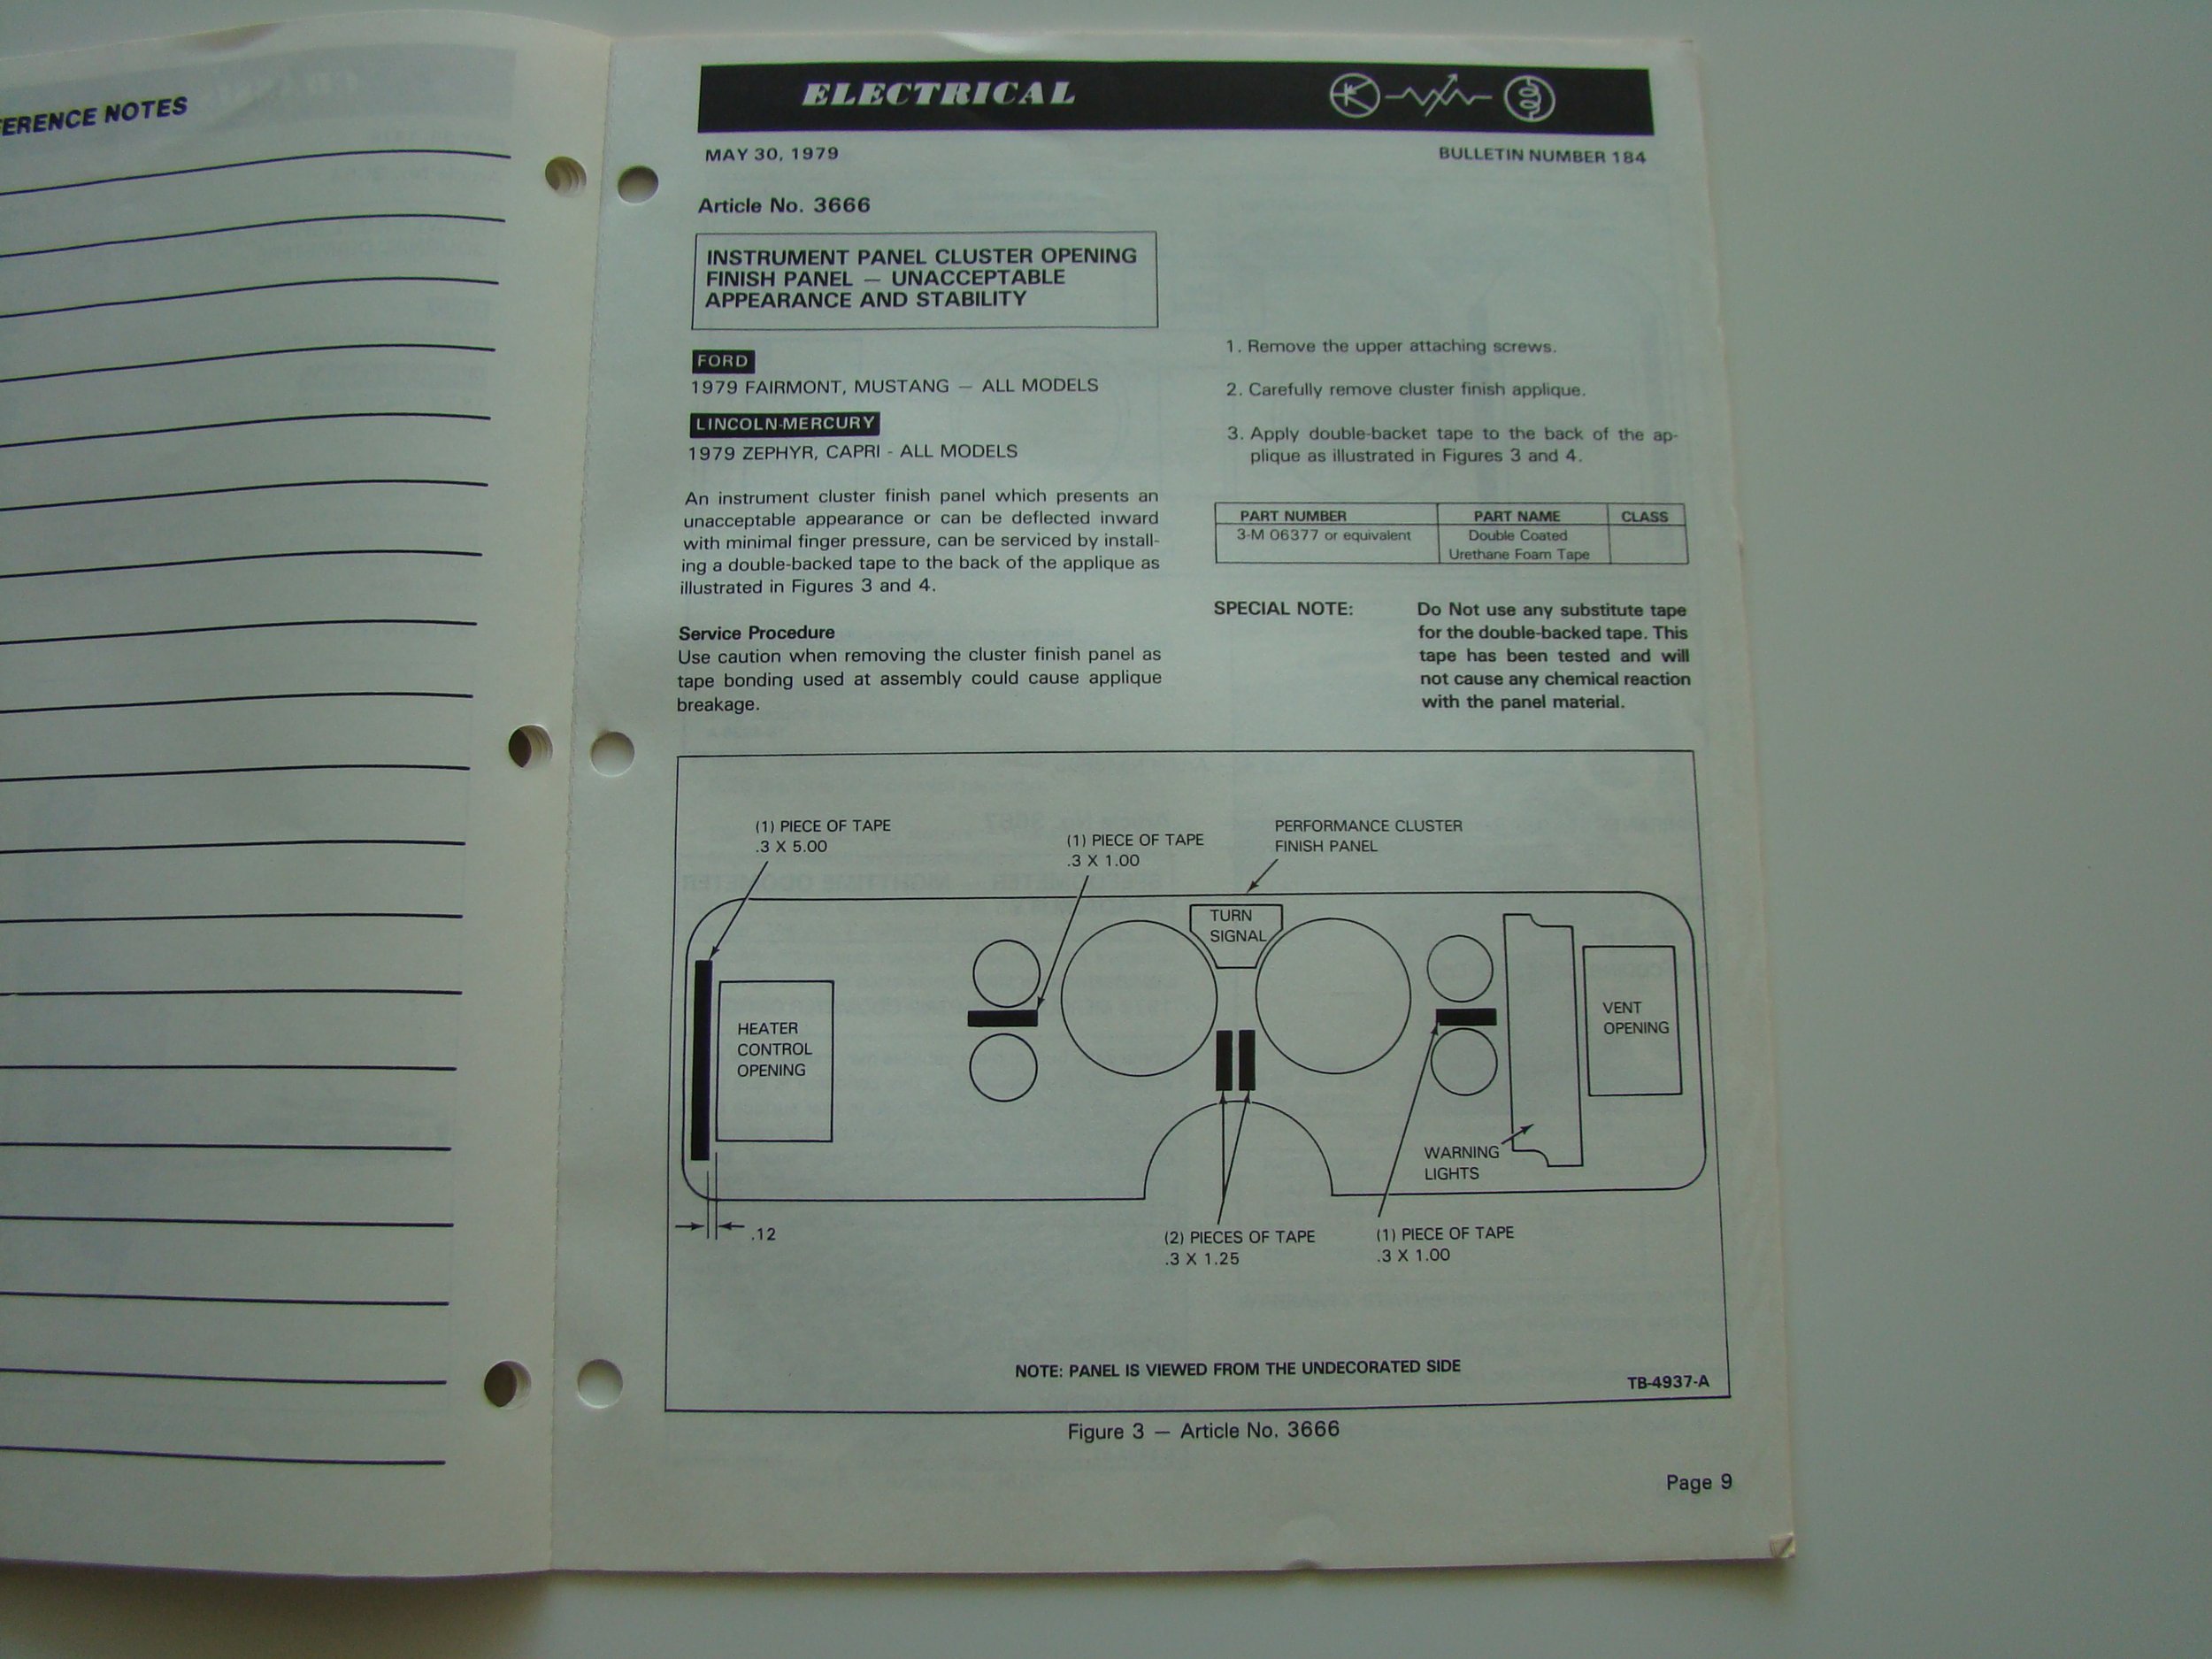 ERENCE NOTES
ELECTRICAL
MAY 30, 1979
BULLETIN NUMBER 184
Article No. 3666
INSTRUMENT PANEL CLUSTER OPENING
FINISH PANEL — UNACCEPTABLE
APPEARANCE AND STABILITY
FORD
1979 FAIRMONT, MUSTANG — ALL MODELS
LINCOLN-MERCURY
1979 ZEPHYR, CAPRI - ALL MODELS
An instrument cluster finish panel which presents an
unacceptable appearance or can be deflected inward
with minimal finger pressure, can be serviced by install-
ing a double-backed tape to the back of the applique as
illustrated in Figures 3 and 4.
Service Procedure
Use caution when removing the cluster finish panel as
tape bonding used at assembly could cause applique
breakage.
1. Remove the upper attaching screws.
2. Carefully remove cluster finish applique.
3. Apply double-backet tape to the back of the ap-
plique as illustrated in Figures 3 and 4.
PART NUMBER PART NAME CLASS
3-M 06377 or equivalent Double Coated
Urethane Foam Tape
SPECIAL NOTE: Do Not use any substitute tape
for the double-backed tape. This
tape has been tested and will
not cause any chemical reaction
with the panel material.
(1) PIECE OF TAPE
.3 X 5.00
(1) PIECE OF TAPE
.3 X 1.00
PERFORMANCE CLUSTER
FINISH PANEL
TURN
SIGNAL
HEATER
CONTROL
OPENING
VENT
OPENING
WARNING
LIGHTS
.12
(2) PIECES OF TAPE
.3 X 1.25
(1) PIECE OF TAPE
.3 X 1.00
NOTE: PANEL IS VIEWED FROM THE UNDECORATED SIDE
TB-4937-A
Figure 3 — Article No. 3666
Page 9